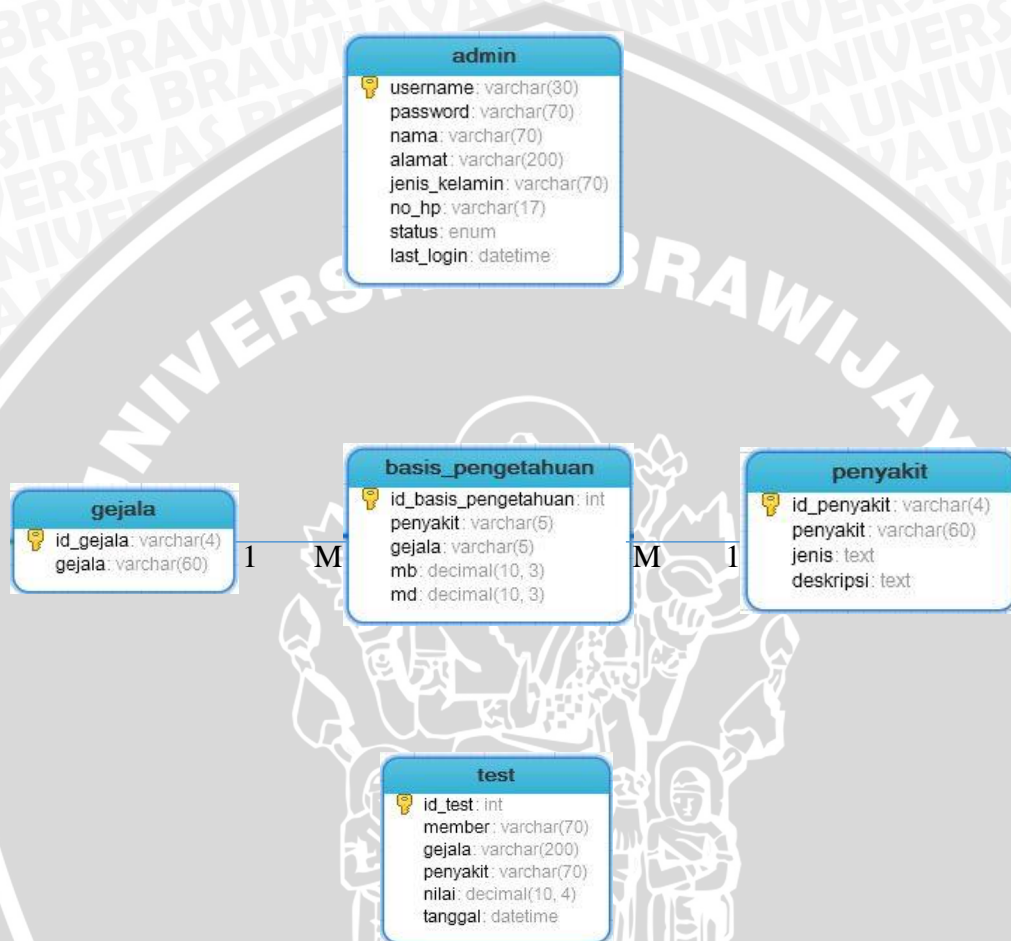 admin
username: varchar(30)
password: varchar(70)
nama: varchar(70)
alamat: varchar(200)
jenis_kelamin: varchar(70)
no_hp: varchar(17)
status: enum
last_login: datetime
gejala
id_gejala: varchar(4)
gejala: varchar(60)
1
M
basis_pengetahuan
id_basis_pengetahuan: int
penyakit: varchar(5)
gejala: varchar(5)
mb: decimal(10, 3)
md: decimal(10, 3)
M
1
penyakit
id_penyakit: varchar(4)
penyakit: varchar(60)
jenis: text
deskripsi: text
test
id_test: int
member: varchar(70)
gejala: varchar(200)
penyakit: varchar(70)
nilai: decimal(10, 4)
tanggal: datetime